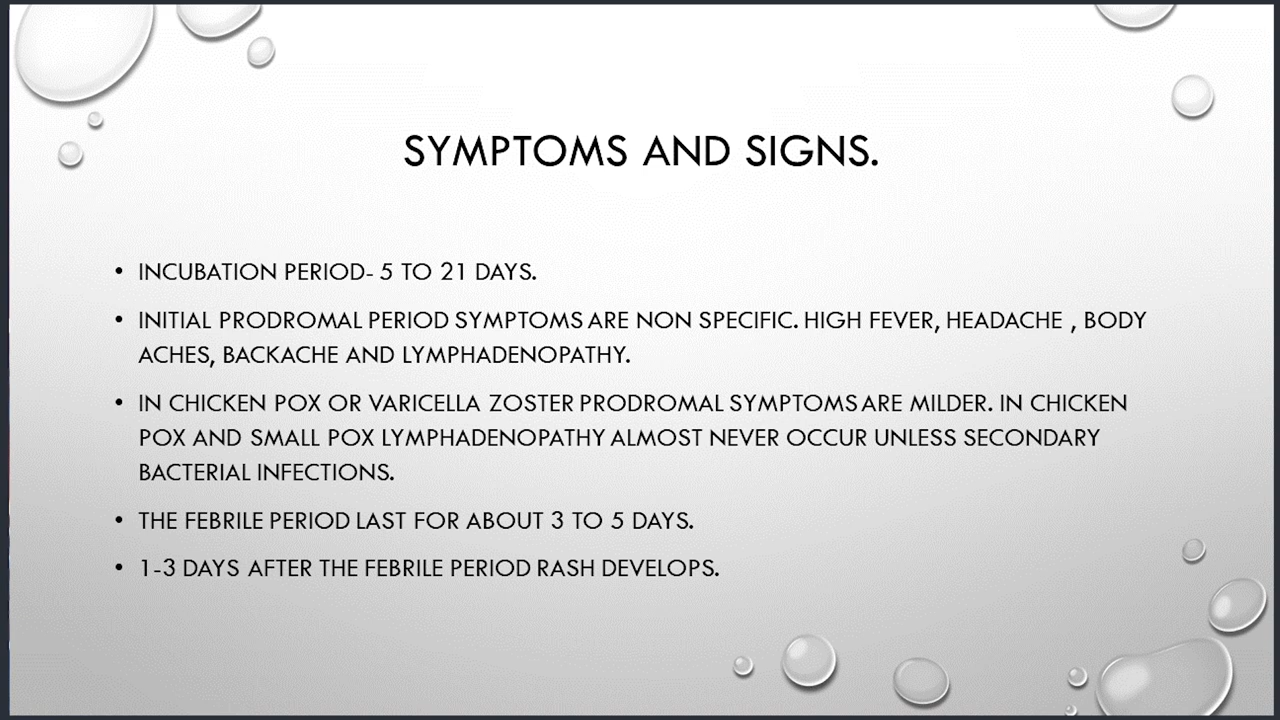 SYMPTOMS AND SIGNS.
• INCUBATION PERIOD- 5 TO 21 DAYS.
• INITIAL PRODROMAL PERIOD SYMPTOMS ARE NON SPECIFIC. HIGH FEVER, HEADACHE , BODY
ACHES, BACKACHE AND LYMPHADENOPATHY.
• IN CHICKEN POX OR VARICELLA ZOSTER PRODROMAL SYMPTOMS ARE MILDER. IN CHICKEN
POX AND SMALL POX LYMPHADENOPATHY ALMOST NEVER OCCUR UNLESS SECONDARY
BACTERIAL INFECTIONS.
• THE FEBRILE PERIOD LAST FOR ABOUT 3 TO 5 DAYS.
• 1-3 DAYS AFTER THE FEBRILE PERIOD RASH DEVELOPS.